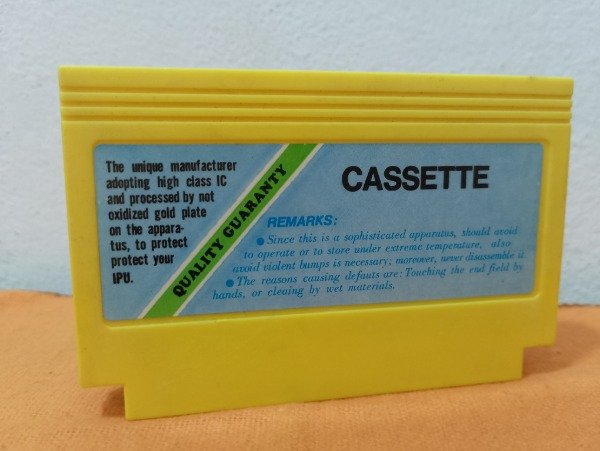 The unique manufacturer
adopting high class IC
and processed by not
oxidized gold plate
on the appara-
tus, to protect
protect your
IPU.
QUALITY GUARANTY
CASSETTE
REMARKS:
● Since this is a sophisticated apparatus, should avoid
to operate or to store under extreme temperature, also
avoid violent bumps is necessary; moreover, never disassemble it.
● The reasons causing defauts are: Touching the end field by
hands, or cleaing by wet materials.